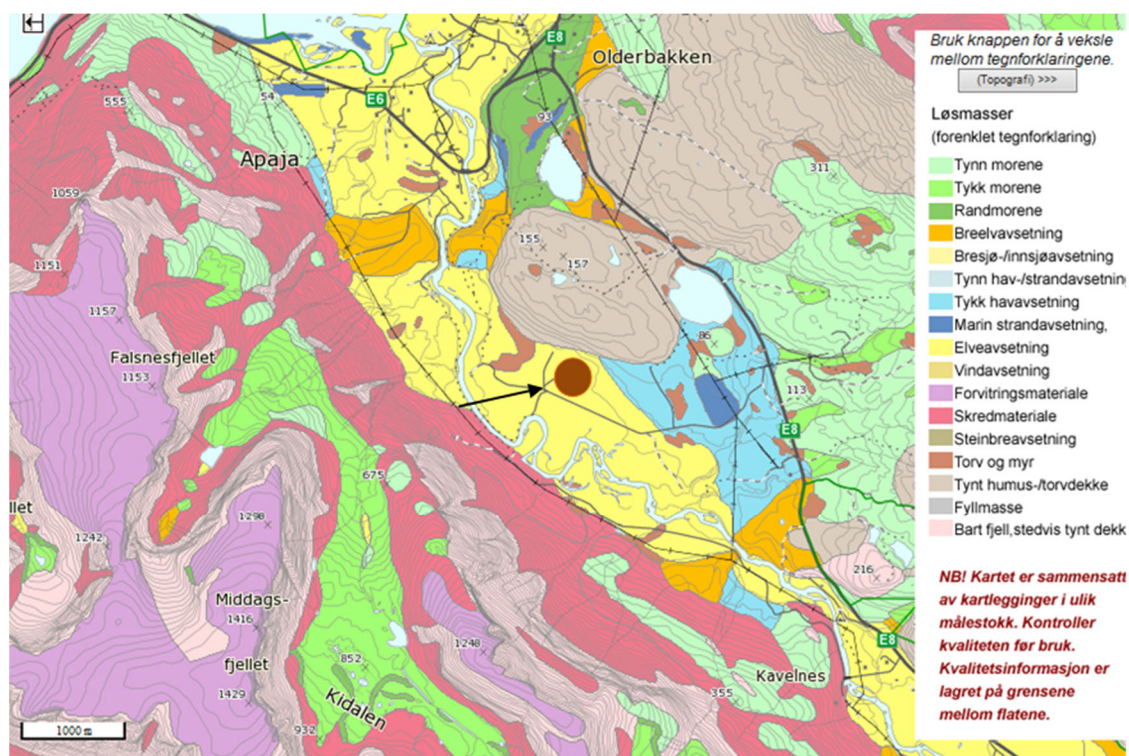 Bruk knappen for å veksle
mellom tegnforklaringene.
(Topografi) >>>
Løsmasser
(forenklet tegnforklaring)
Tynn morene
Tykk morene
Randmorene
Breelvavsetning
Bresjø-/innsjøavsetning
Tynn hav-/strandavsetning
Tykk havavsetning
Marin strandavsetning,
Elveavsetning
Vindavsetning
Forvitringsmateriale
Skredmateriale
Steinbreavsetning
Torv og myr
Tynt humus-/torvdekke
Fyllmasse
Bart fjell,stedvis tynt dekk
NB! Kartet er sammensatt
av kartlegginger i ulik
målestokk. Kontroller
kvaliteten før bruk.
Kvalitetsinformasjon er
lagret på grensene
mellom flatene.
E8
Olderbakken
54
E6
555
93
Apaja
311
1059
155
157
1151
1157
86
Falsnesfjellet
1153
113
E8
675
llet
1298
1242
216
Middags-
1416
1248
E8
fjellet
852
Kavelnes
1429
355
Kidalen
932
1000 m